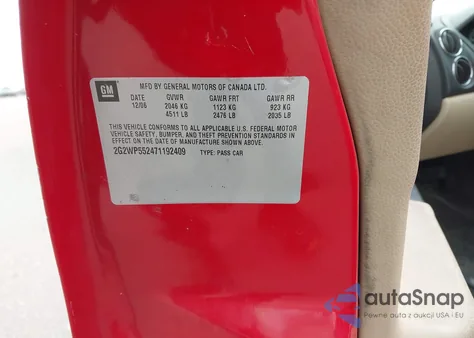 GM
MFD BY GENERAL MOTORS OF CANADA LTD.
DATE GVWR GAWR FRT GAWR RR
12/06 2046 KG 1123 KG 923 KG
4511 LB 2476 LB 2035 LB
THIS VEHICLE CONFORMS TO ALL APPLICABLE U.S. FEDERAL MOTOR
VEHICLE SAFETY, BUMPER, AND THEFT PREVENTION STANDARDS IN
EFFECT ON THE DATE OF MANUFACTURE SHOWN ABOVE.
2G2WP552471192409 TYPE: PASS CAR
autoSnap
Pewne auta z aukcji USA i EU